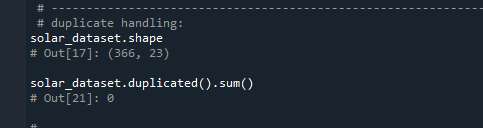 # --------------------------------------------------------------
# duplicate handling:
solar_dataset.shape
# Out[17]: (366, 23)
solar_dataset.duplicated().sum()
# Out[21]: 0
#